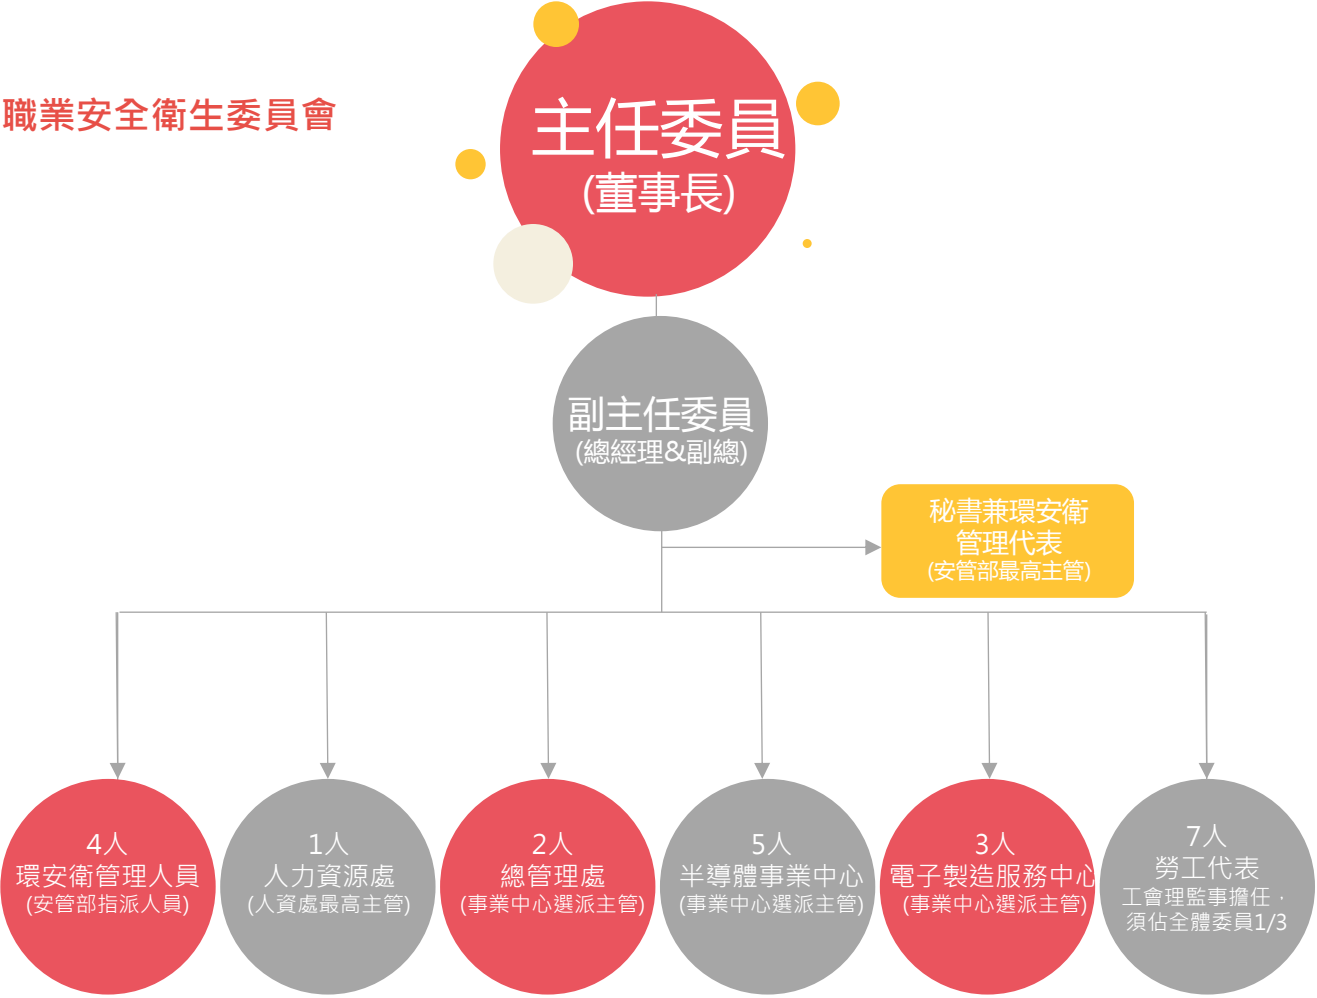 職業安全衛生委員會
主任委員
(董事長)
副主任委員
(總經理&副總)
秘書兼環安衛
管理代表
(安管部最高主管)
4人
環安衛管理人員
(安管部指派人員)
1人
人力資源處
(人資處最高主管)
2人
總管理處
(事業中心選派主管)
5人
半導體事業中心
(事業中心選派主管)
3人
電子製造服務中心
(事業中心選派主管)
7人
勞工代表
工會理監事擔任，
須佔全體委員1/3